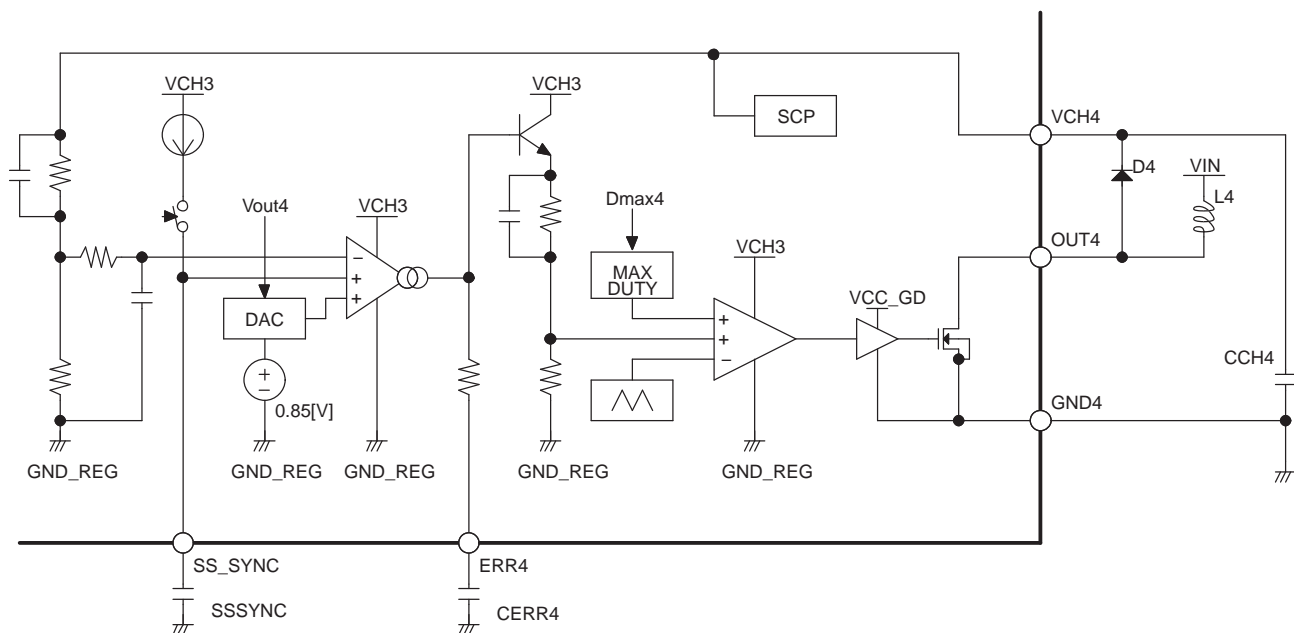 VCH3
VCH3
SCP
VCH4
D4
VIN
L4
Vout4
VCH3
Dmax4
VCH3
OUT4
MAX
DUTY
VCC_GD
DAC
0.85[V]
CCH4
GND4
GND_REG
GND_REG
GND_REG
GND_REG
GND_REG
SS_SYNC
ERR4
SSSYNC
CERR4